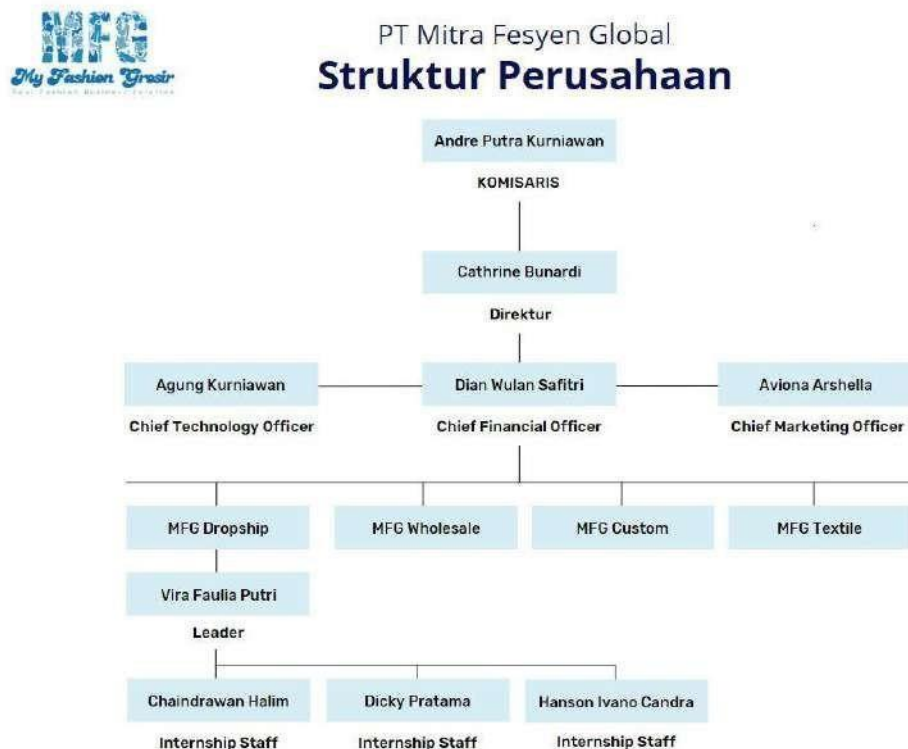 MFG
My Fashion Grosir
PT Mitra Fesyen Global
Struktur Perusahaan
Andre Putra Kurniawan
KOMISARIS
Cathrine Bunardi
Direktur
Agung Kurniawan
Dian Wulan Safitri
Aviona Arshella
Chief Technology Officer
Chief Financial Officer
Chief Marketing Officer
MFG Dropship
MFG Wholesale
MFG Custom
MFG Textile
Vira Faulia Putri
Leader
Chaindrawan Halim
Dicky Pratama
Hanson Ivano Candra
Internship Staff
Internship Staff
Internship Staff